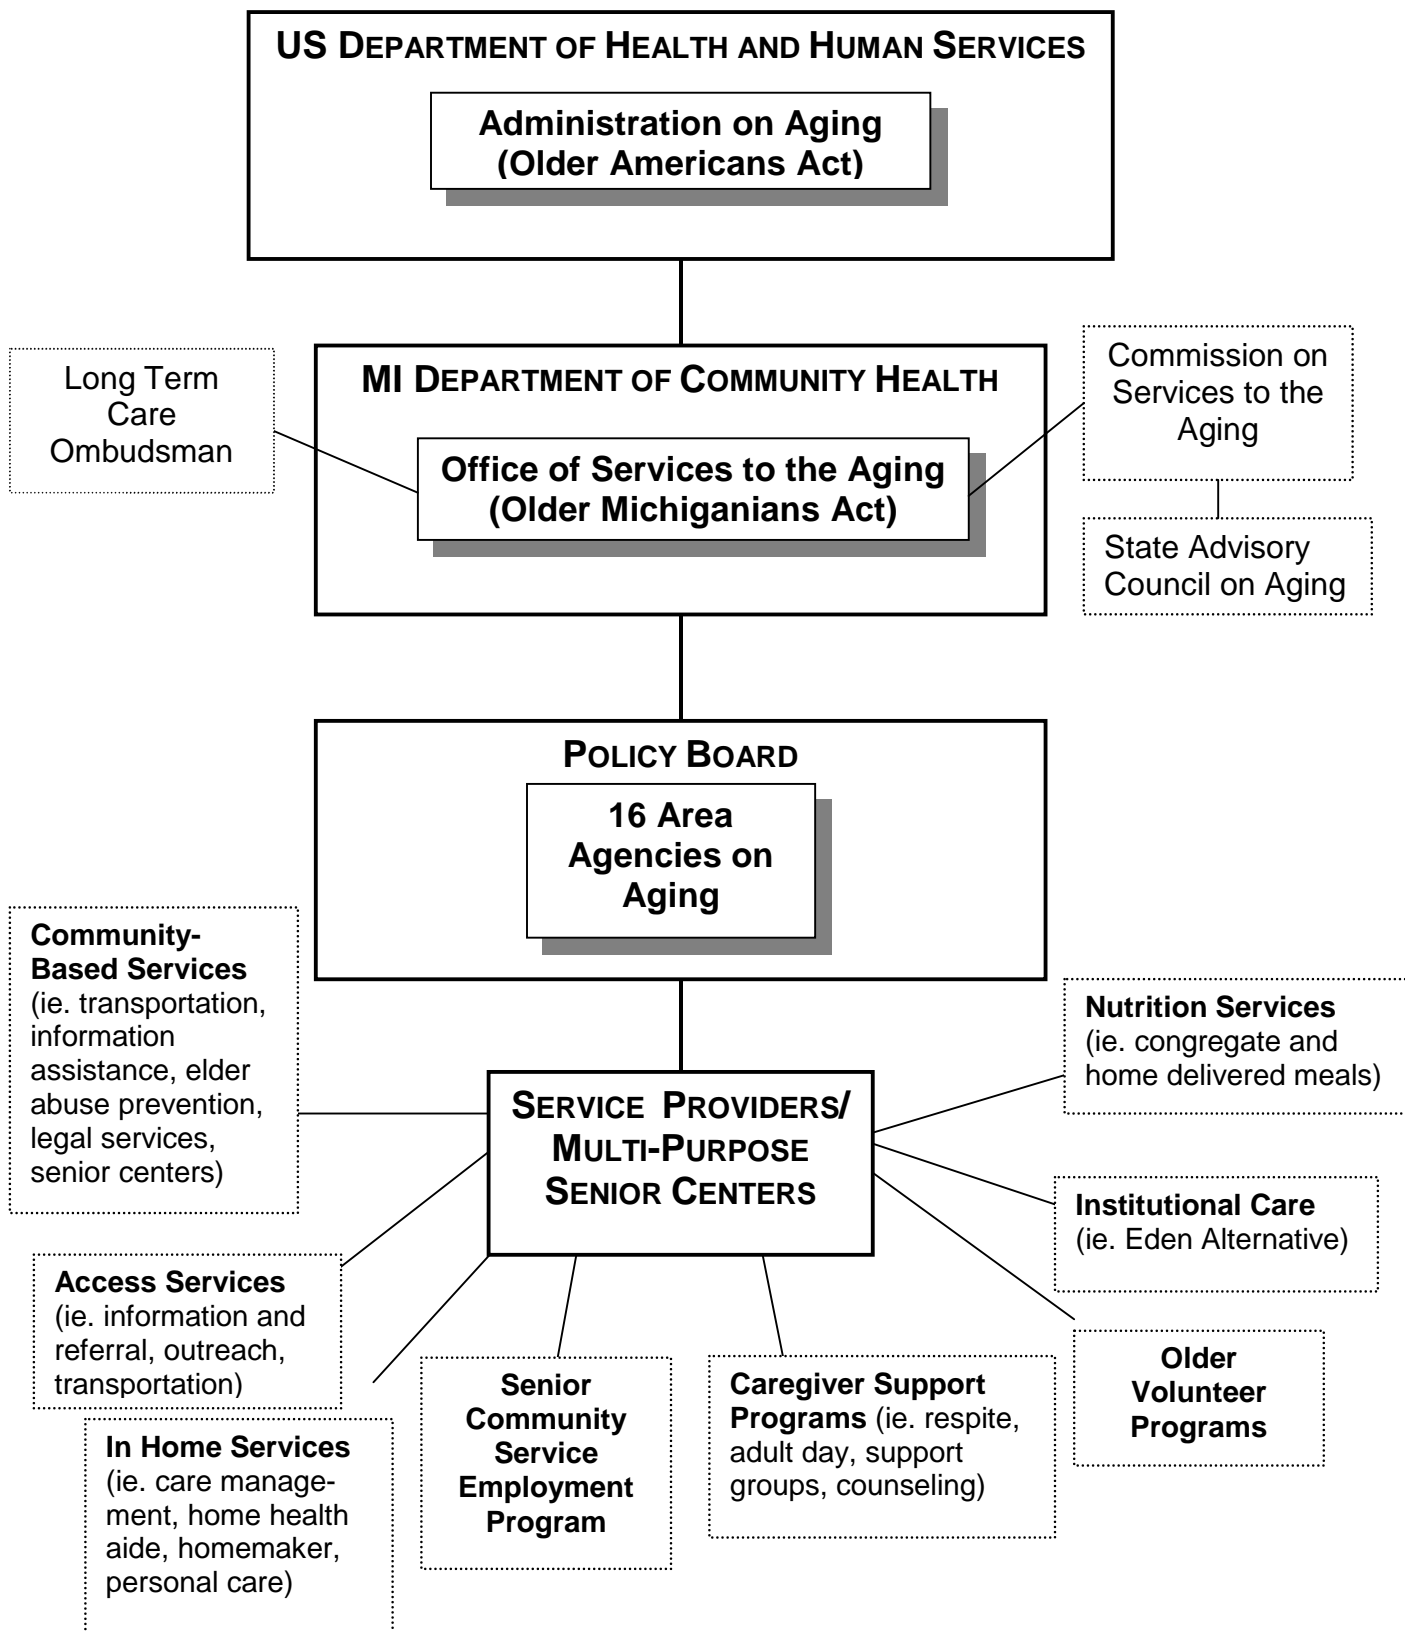 US DEPARTMENT OF HEALTH AND HUMAN SERVICES
Administration on Aging
(Older Americans Act)
Long Term
Care
Ombudsman
MI DEPARTMENT OF COMMUNITY HEALTH
Office of Services to the Aging
(Older Michiganians Act)
Commission on
Services to the
Aging
State Advisory
Council on Aging
POLICY BOARD
16 Area
Agencies on
Aging
Community-
Based Services
(ie. transportation,
information
assistance, elder
abuse prevention,
legal services,
senior centers)
Nutrition Services
(ie. congregate and
home delivered meals)
SERVICE PROVIDERS/
MULTI-PURPOSE
SENIOR CENTERS
Institutional Care
(ie. Eden Alternative)
Access Services
(ie. information and
referral, outreach,
transportation)
In Home Services
(ie. care manage-
ment, home health
aide, homemaker,
personal care)
Senior
Community
Service
Employment
Program
Caregiver Support
Programs (ie. respite,
adult day, support
groups, counseling)
Older
Volunteer
Programs